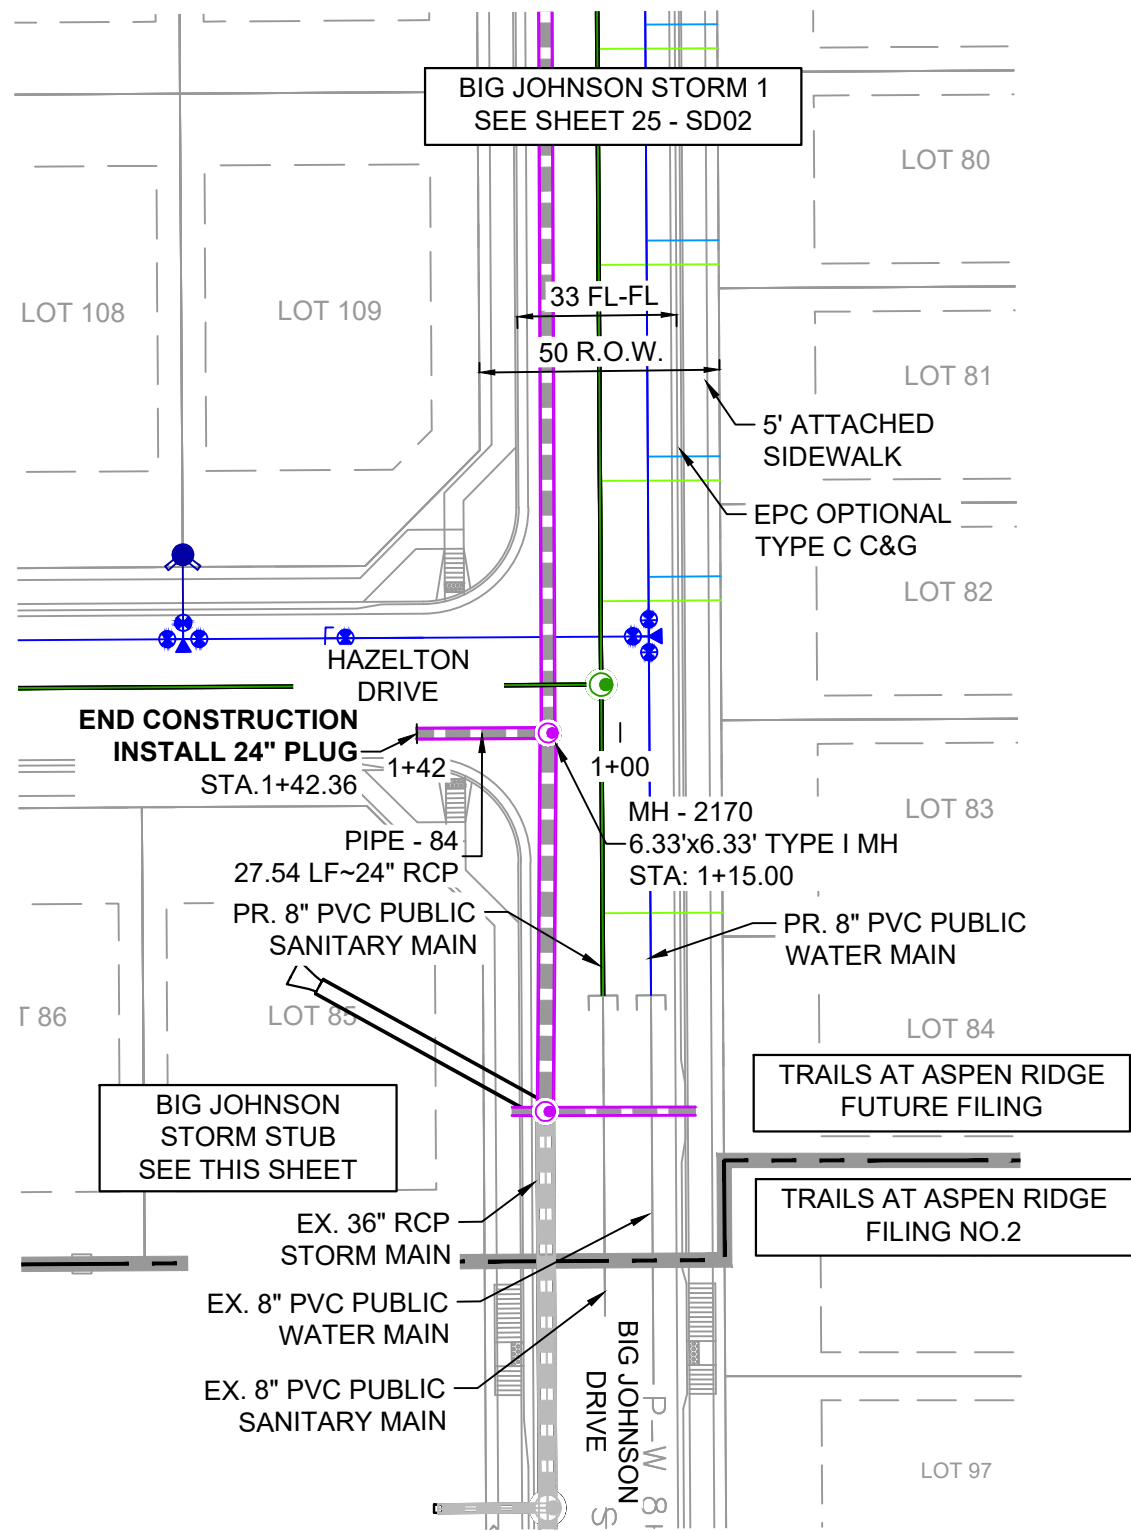 BIG JOHNSON STORM 1
SEE SHEET 25 - SD02
LOT 80
33 FL-FL
LOT 108
LOT 109
50 R.O.W.
LOT 81
5' ATTACHED
SIDEWALK
EPC OPTIONAL
TYPE C C&G
LOT 82
HAZELTON
DRIVE
END CONSTRUCTION
INSTALL 24" PLUG
STA.1+42.36
1+42
1+00
LOT 83
MH - 2170
6.33'x6.33' TYPE I MH
STA: 1+15.00
PIPE - 84
27.54 LF~24" RCP
PR. 8" PVC PUBLIC
SANITARY MAIN
PR. 8" PVC PUBLIC
WATER MAIN
T 86
LOT 85
LOT 84
TRAILS AT ASPEN RIDGE
FUTURE FILING
BIG JOHNSON
STORM STUB
SEE THIS SHEET
TRAILS AT ASPEN RIDGE
FILING NO.2
EX. 36" RCP
STORM MAIN
EX. 8" PVC PUBLIC
WATER MAIN
EX. 8" PVC PUBLIC
SANITARY MAIN
BIG JOHNSON
DRIVE
P-W 8
S
LOT 97